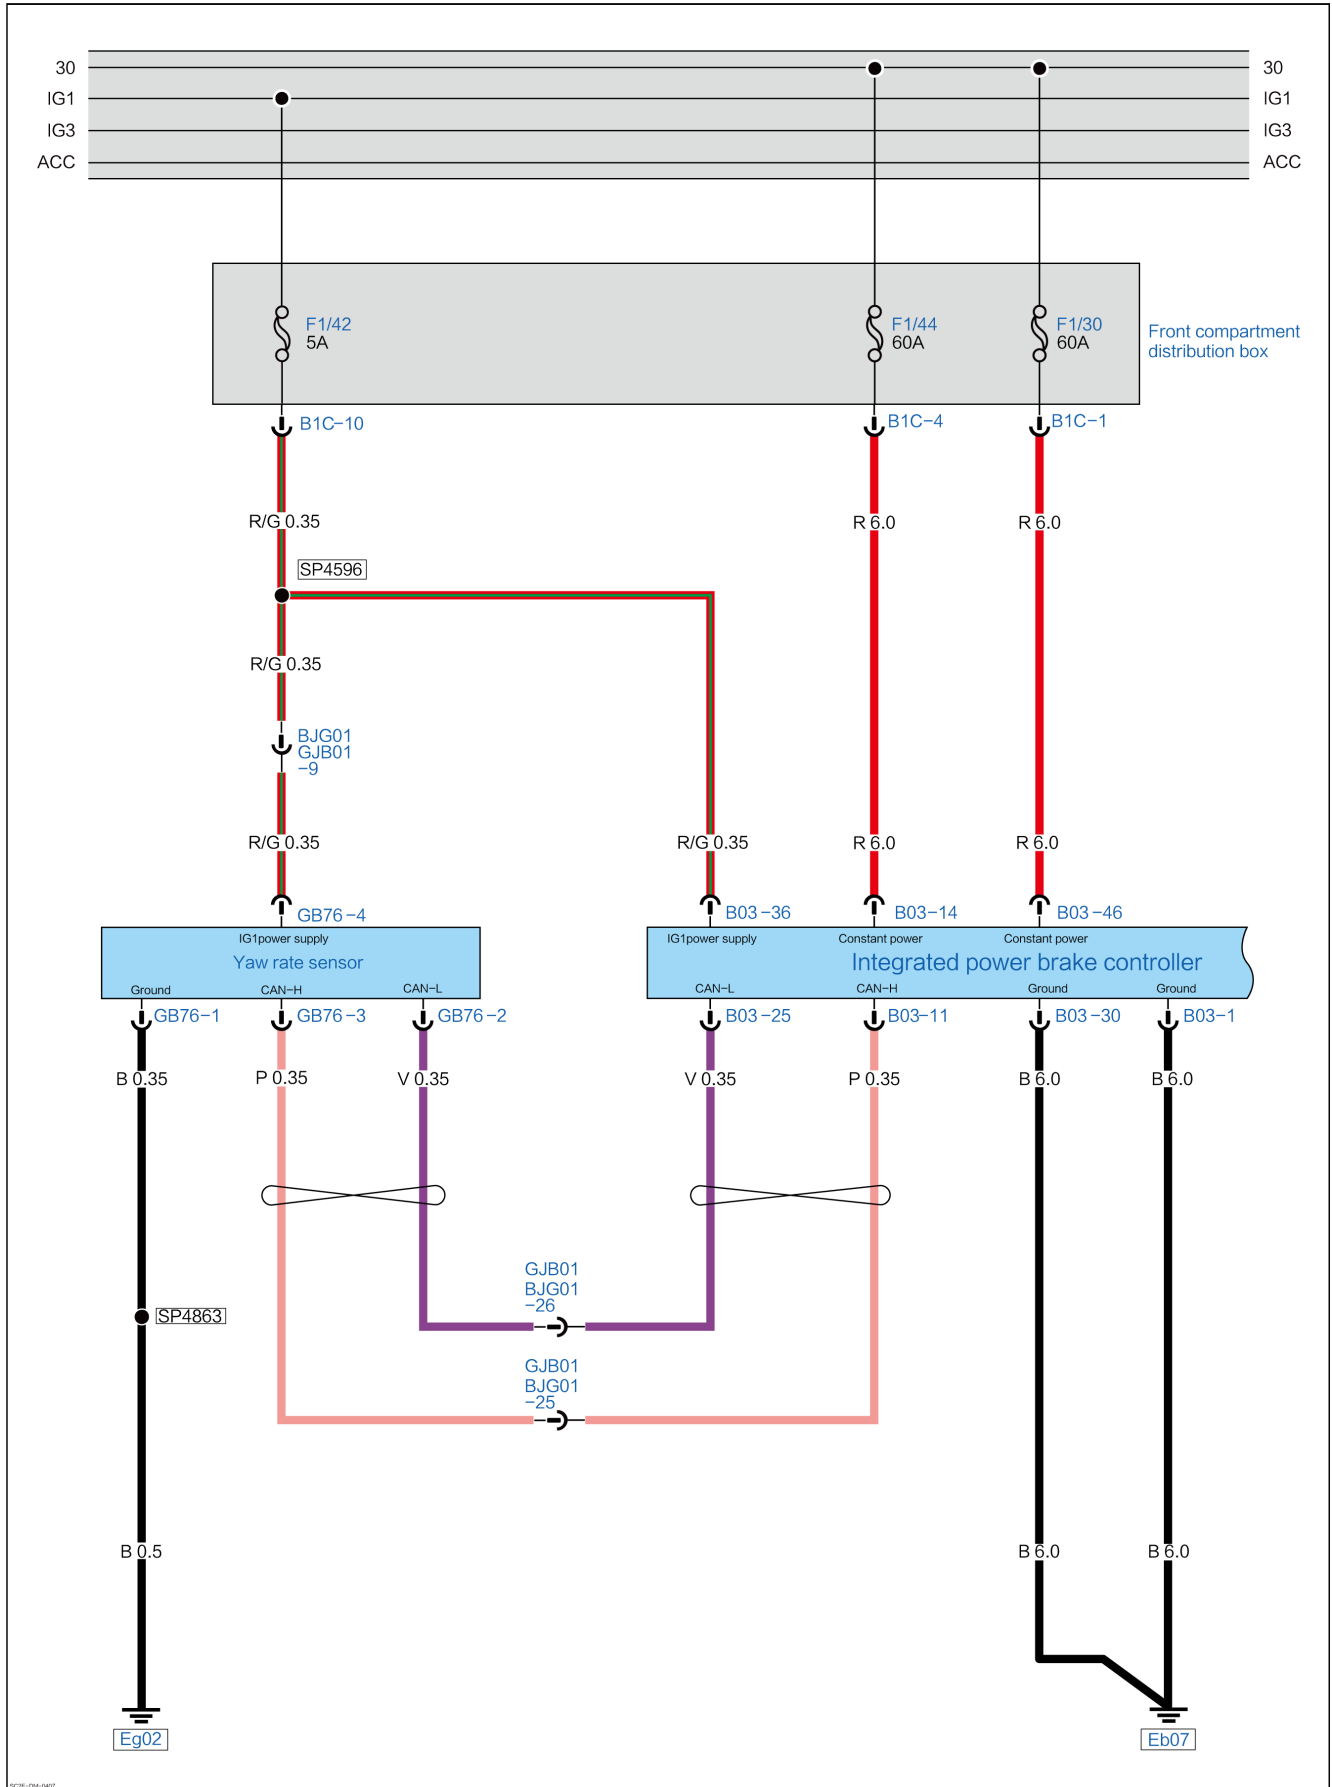 30
30
IG1
IG1
IG3
IG3
ACC
ACC
F1/42
5A
F1/44
60A
F1/30
60A
Front compartment
distribution box
B1C-10
B1C-4
B1C-1
R/G 0.35
R 6.0
R 6.0
SP4596
R/G 0.35
BJG01
GJB01
-9
R/G 0.35
R/G 0.35
R 6.0
R 6.0
GB76-4
B03-36
B03-14
B03-46
IG1power supply
Yaw rate sensor
Ground
CAN-H
CAN-L
IG1power supply
Constant power
Constant power
Integrated power brake controller
CAN-L
CAN-H
Ground
Ground
GB76-1
GB76-3
GB76-2
B03-25
B03-11
B03-30
B03-1
B 0.35
P 0.35
V 0.35
V 0.35
P 0.35
B 6.0
B 6.0
GJB01
BJG01
-26
SP4863
GJB01
BJG01
-25
B 0.5
B 6.0
B 6.0
Eg02
Eb07
SC7E-DM-0407